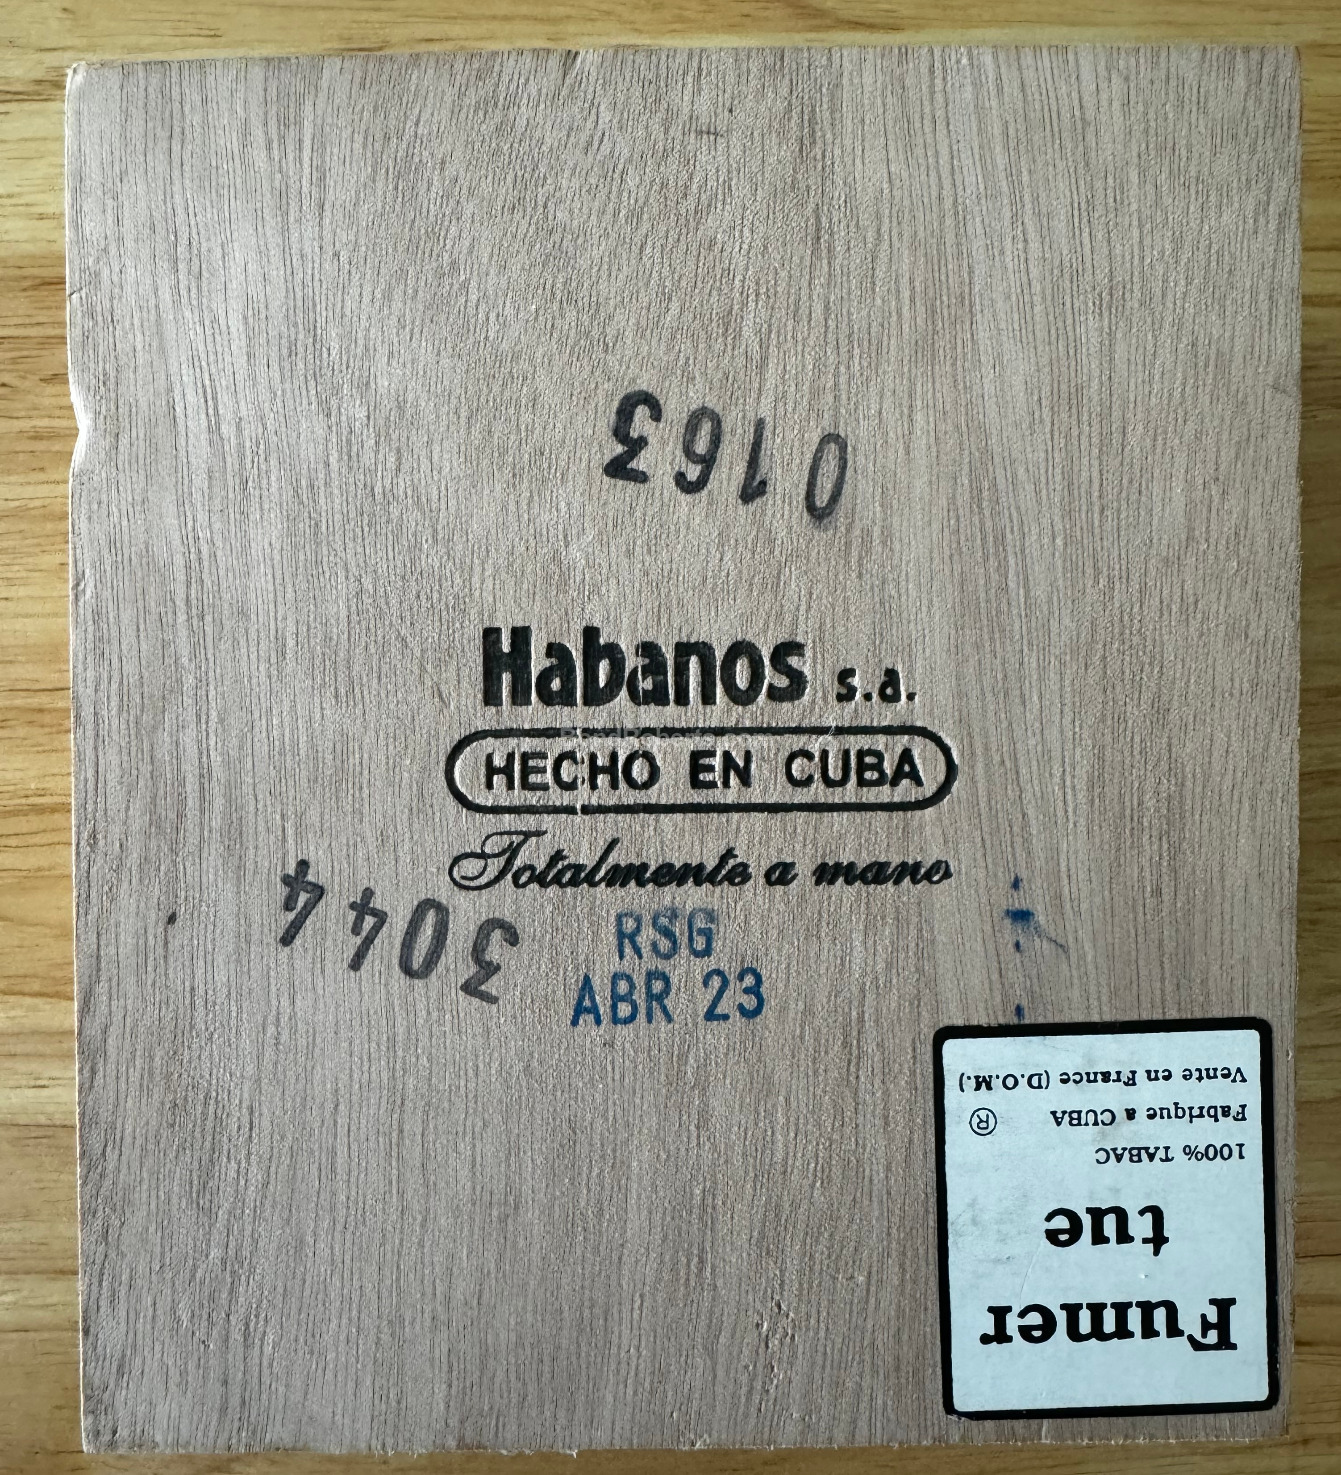 0163
Habanos s.a.
HECHO EN CUBA
Totalmente a mano
3044
RSG
ABR 23
Fumer
tue
100% TABAC
Fabrique a CUBA ®
Vente en France (D.O.M.)